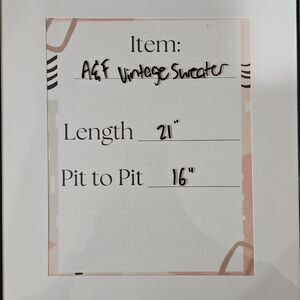 Item:
A&F Vintage Sweater
Length 21"
Pit to Pit 16"